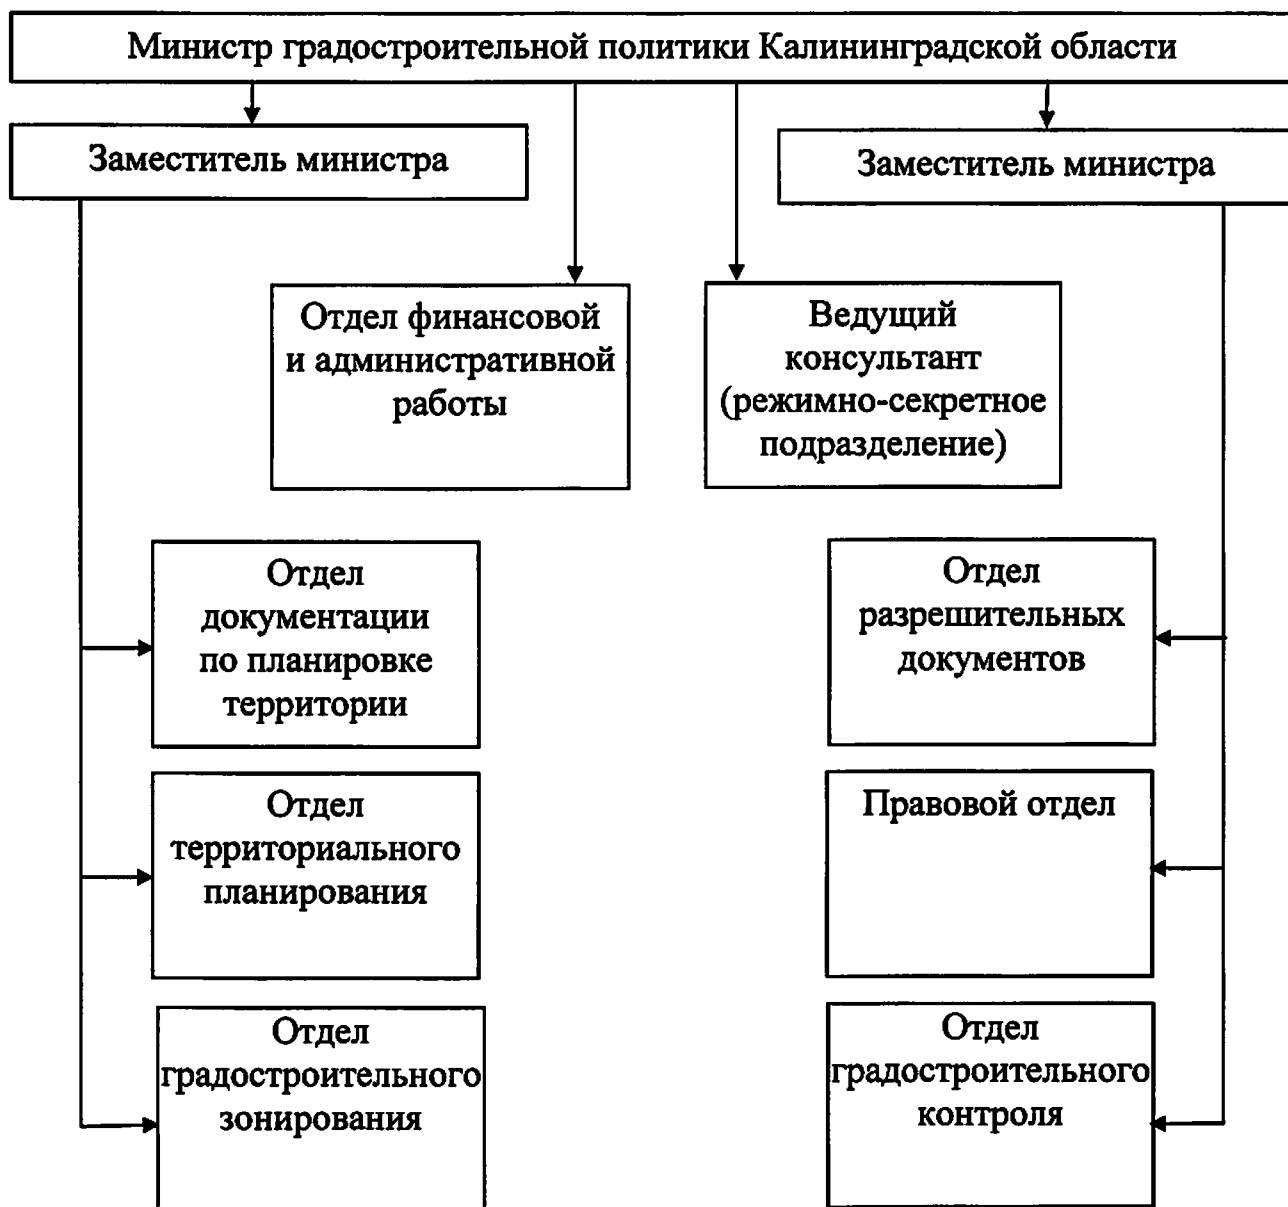 Министр градостроительной политики Калининградской области
Заместитель министра
Заместитель министра
Отдел финансовой
и административной
работы
Ведущий
консультант
(режимно-секретное
подразделение)
Отдел
документации
по планировке
территории
Отдел
разрешительных
документов
Отдел
территориального
планирования
Правовой отдел
Отдел
градостроительного
зонирования
Отдел
градостроительного
контроля